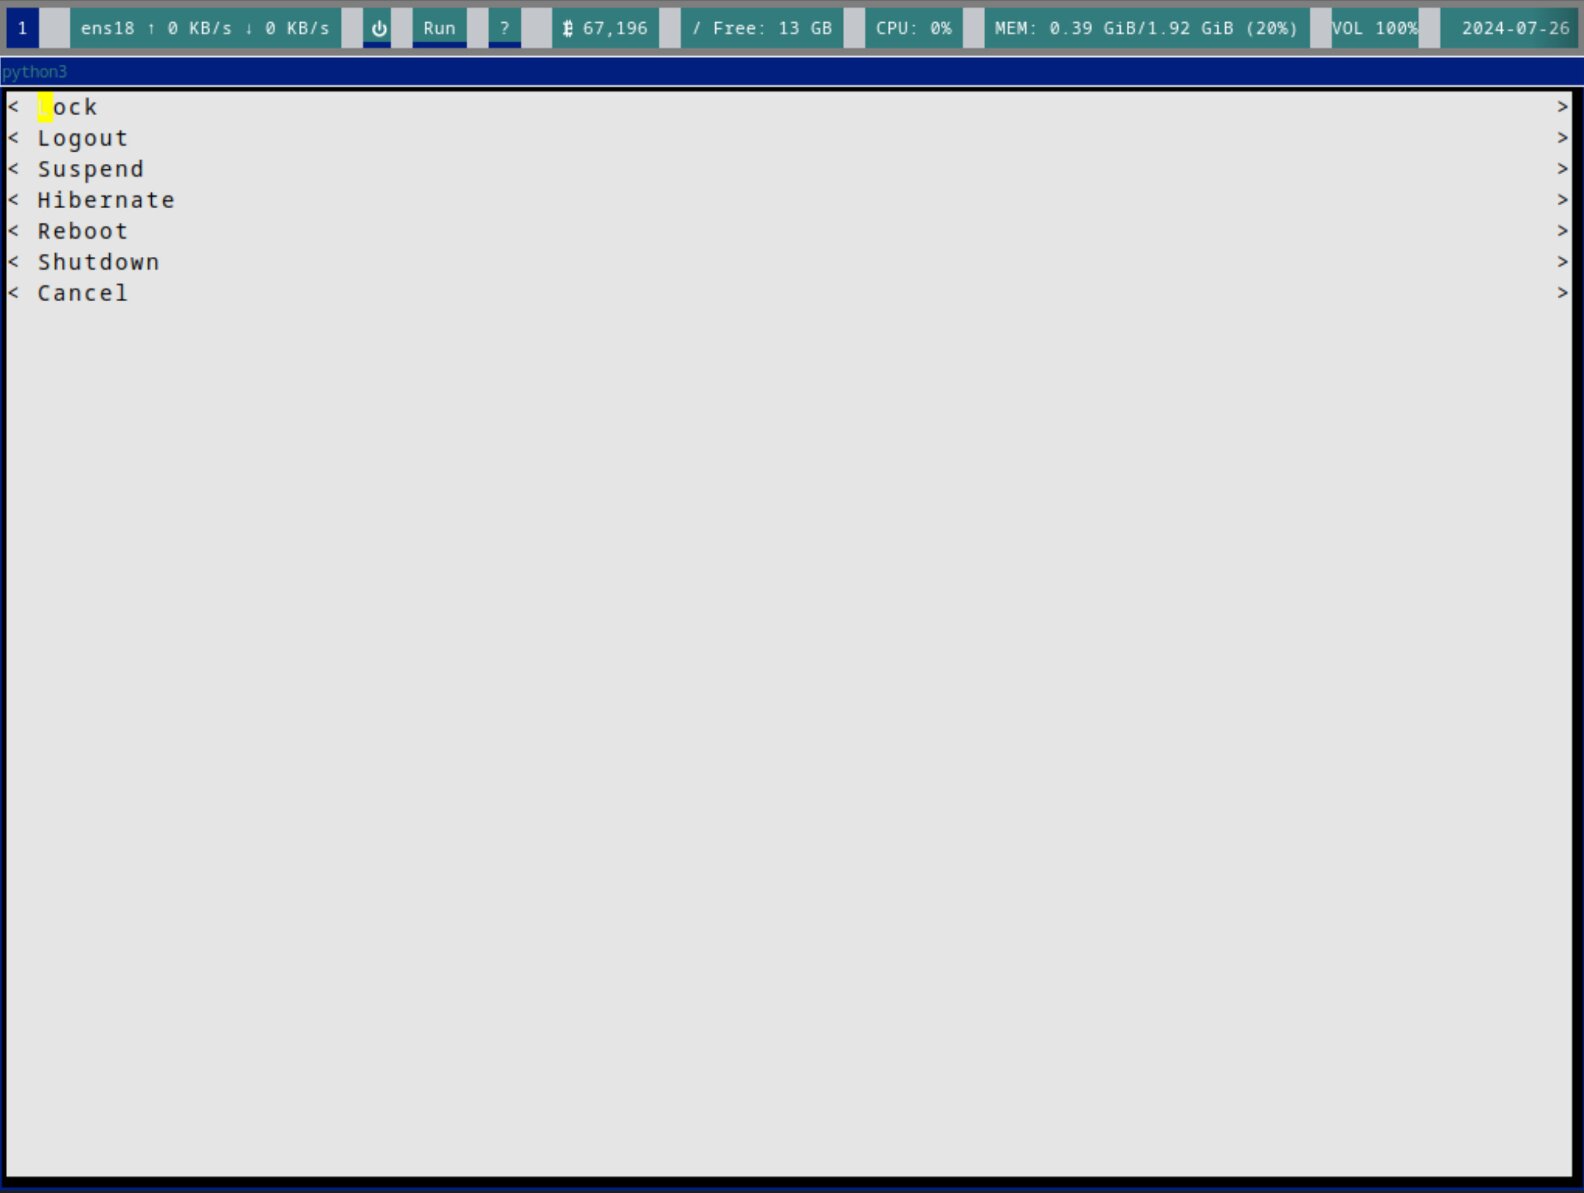 1 ens18 ↑ 0 KB/s ↓ 0 KB/s ⏻ Run ? ₿ 67,196 / Free: 13 GB CPU: 0% MEM: 0.39 GiB/1.92 GiB (20%) VOL 100% 2024-07-26
python3
< Lock >
< Logout >
< Suspend >
< Hibernate >
< Reboot >
< Shutdown >
< Cancel >